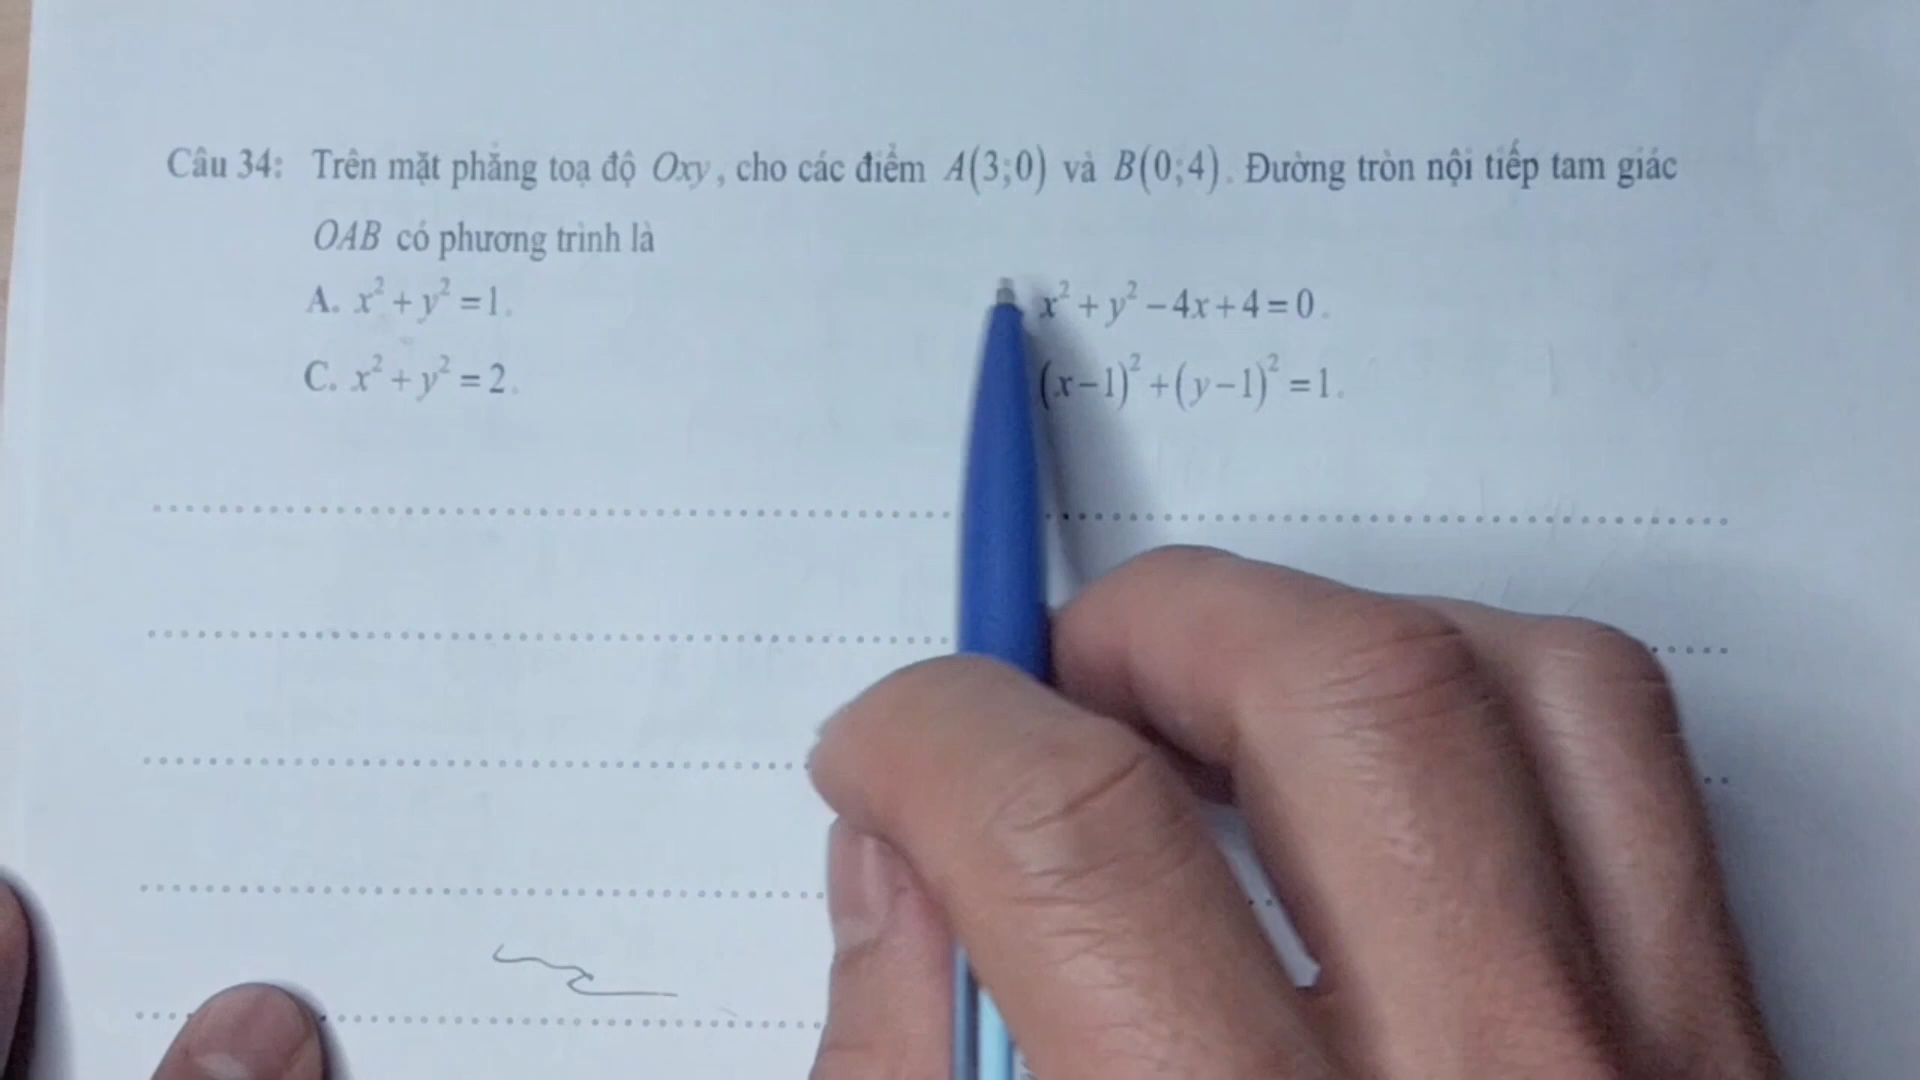 Câu 34: Trên mặt phẳng toạ độ Oxy, cho các điểm A(3;0) và B(0;4). Đường tròn nội tiếp tam giác
OAB có phương trình là
A. x² + y² = 1. x² + y² − 4x + 4 = 0.
C. x² + y² = 2. (x−1)² + (y−1)² = 1.